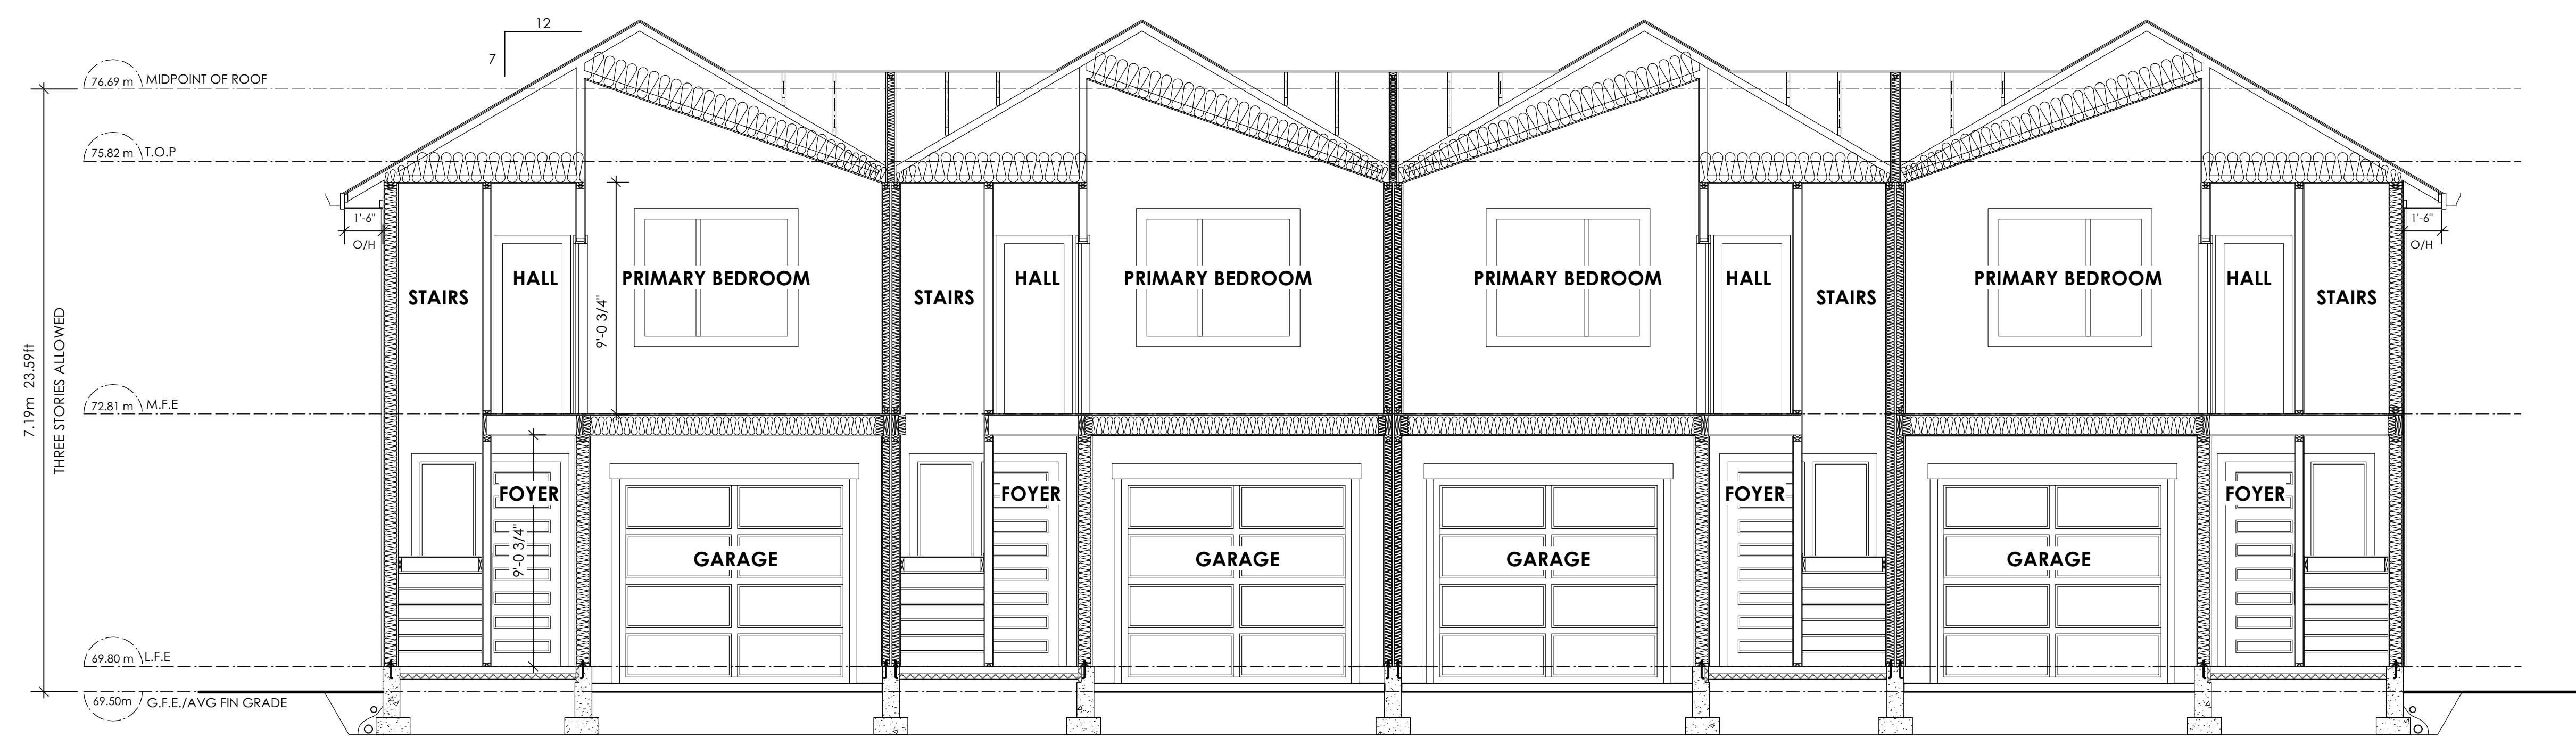 12
7
76.69 m MIDPOINT OF ROOF
75.82 m T.O.P
1'-6"
O/H
1'-6"
O/H
HALL PRIMARY BEDROOM HALL PRIMARY BEDROOM PRIMARY BEDROOM HALL PRIMARY BEDROOM HALL
STAIRS STAIRS STAIRS STAIRS
9'-0 3/4"
7.19m 23.59ft
THREE STORIES ALLOWED
72.81 m M.F.E
FOYER FOYER FOYER FOYER
9'-0 3/4"
GARAGE GARAGE GARAGE GARAGE
69.80 m L.F.E
69.50m G.F.E./AVG FIN GRADE